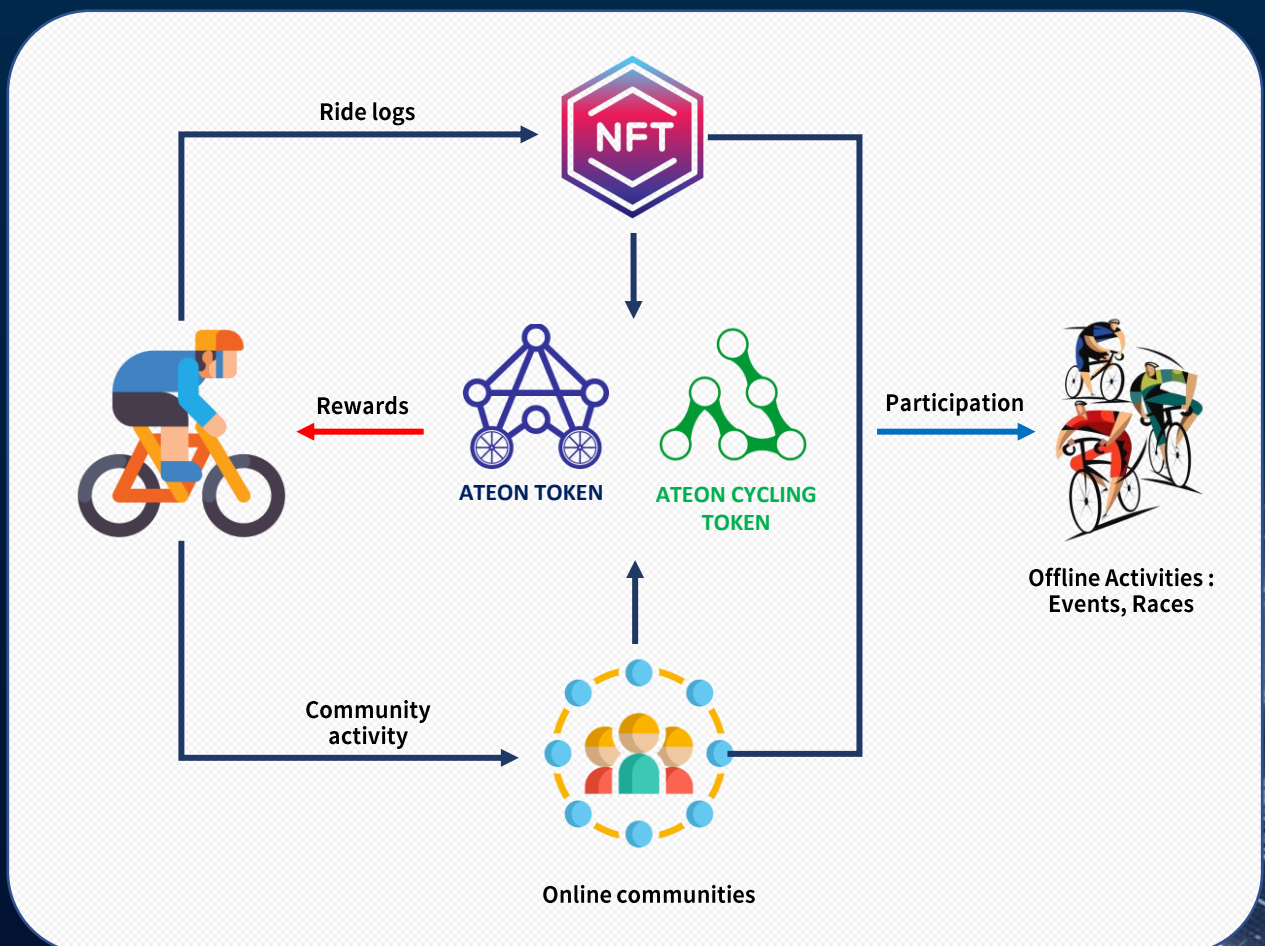 Ride logs
NFT
Rewards
Participation
ATEON TOKEN
ATEON CYCLING
TOKEN
Offline Activities :
Events, Races
Community
activity
Online communities